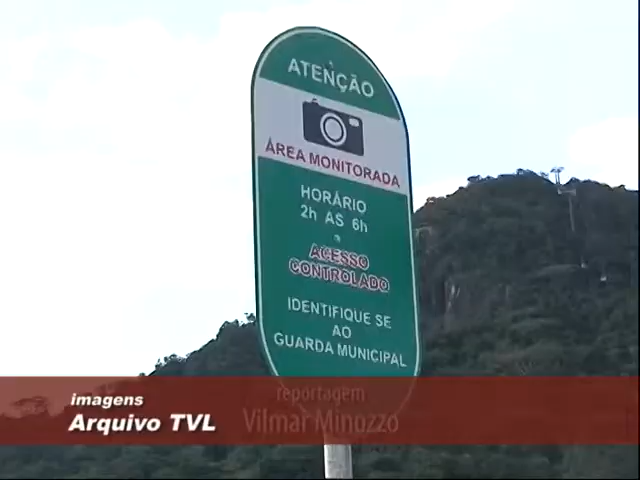 ATENÇÃO
ÁREA MONITORADA
HORÁRIO
2h AS 6h
ACESSO
CONTROLADO
IDENTIFIQUE SE
AO
GUARDA MUNICIPAL
imagens
Arquivo TVL
reportagem
Vilmar Minozzo